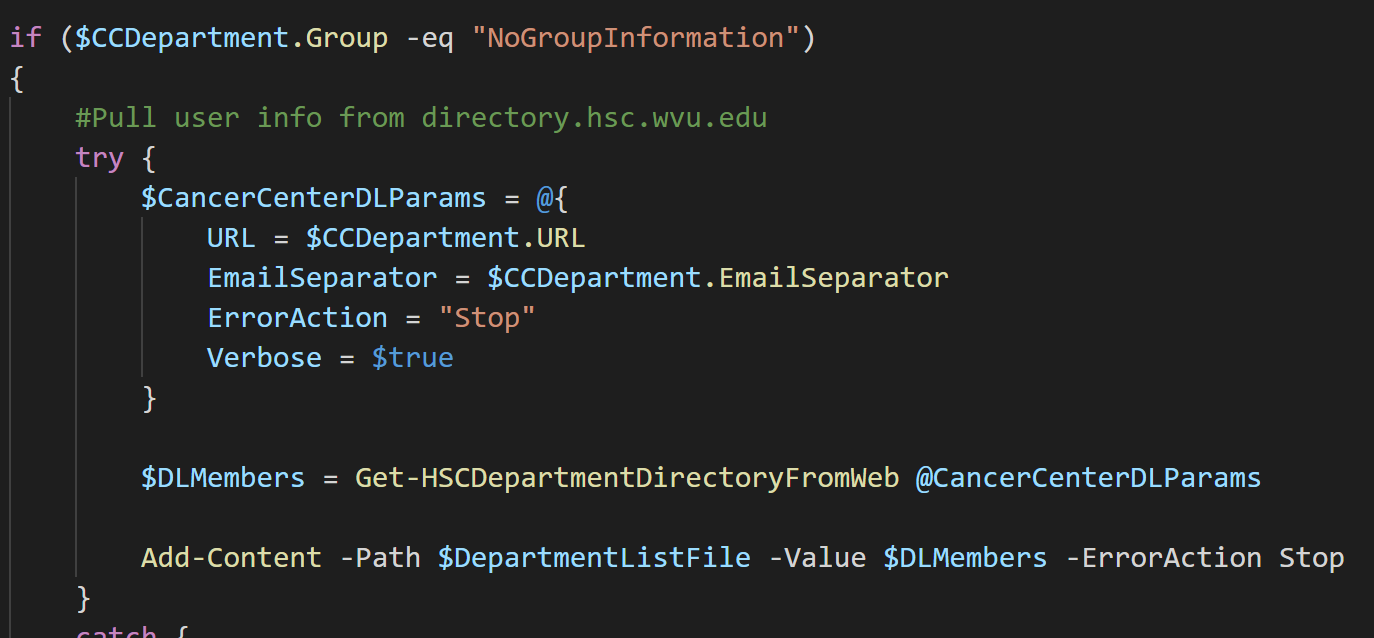 if ($CCDepartment.Group -eq "NoGroupInformation")
{
    #Pull user info from directory.hsc.wvu.edu
    try {
        $CancerCenterDLParams = @{
            URL = $CCDepartment.URL
            EmailSeparator = $CCDepartment.EmailSeparator
            ErrorAction = "Stop"
            Verbose = $true
        }

        $DLMembers = Get-HSCDepartmentDirectoryFromWeb @CancerCenterDLParams

        Add-Content -Path $DepartmentListFile -Value $DLMembers -ErrorAction Stop
    }
    catch {